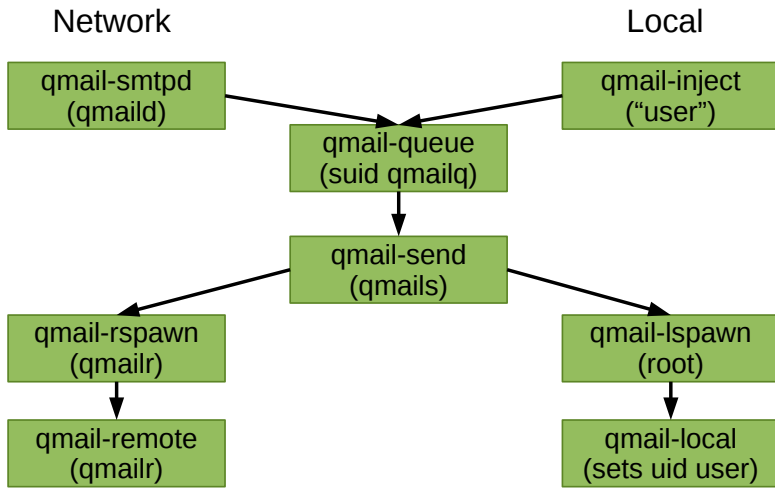 Network
Local
qmail-smtpd
(qmaild)
qmail-inject
(“user”)
qmail-queue
(suid qmailq)
qmail-send
(qmails)
qmail-rspawn
(qmailr)
qmail-lspawn
(root)
qmail-remote
(qmailr)
qmail-local
(sets uid user)